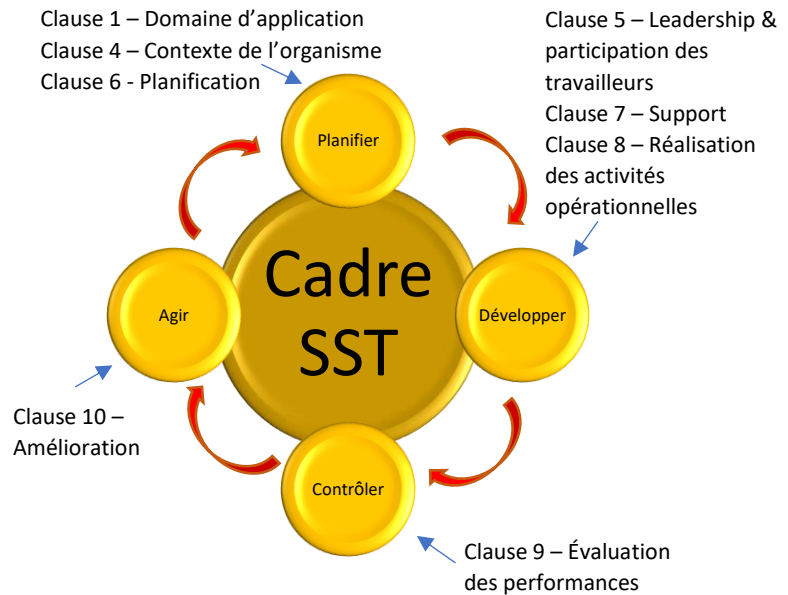 Clause 1 – Domaine d’application
Clause 4 – Contexte de l’organisme
Clause 6 - Planification
Clause 5 – Leadership &
participation des
travailleurs
Clause 7 – Support
Clause 8 – Réalisation
des activités
opérationnelles
Planifier
Cadre
SST
Agir
Développer
Clause 10 –
Amélioration
Contrôler
Clause 9 – Évaluation
des performances